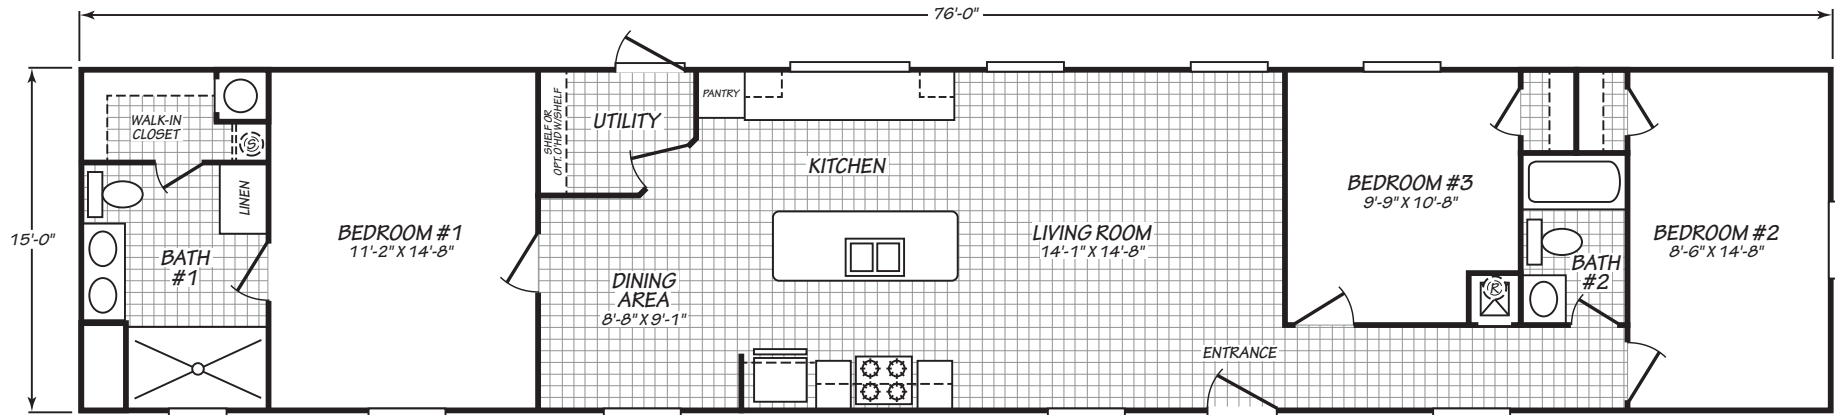 76'-0"
15'-0"
WALK-IN
CLOSET
S
LINEN
BATH
#1
BEDROOM #1
11'-2" X 14'-8"
SHELF OR
OPT. O'HD W/SHELF
UTILITY
PANTRY
KITCHEN
DINING
AREA
8'-8" X 9'-1"
LIVING ROOM
14'-1" X 14'-8"
ENTRANCE
BEDROOM #3
9'-9" X 10'-8"
R
BATH
#2
BEDROOM #2
8'-6" X 14'-8"